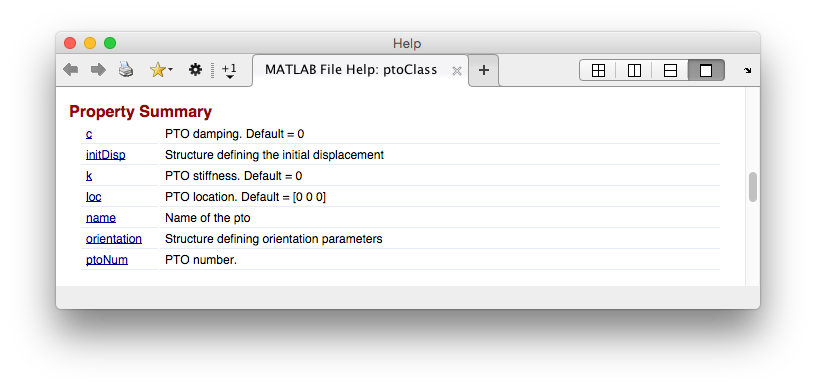 Help
+1
MATLAB File Help: ptoClass
Property Summary
c PTO damping. Default = 0
initDisp Structure defining the initial displacement
k PTO stiffness. Default = 0
loc PTO location. Default = [0 0 0]
name Name of the pto
orientation Structure defining orientation parameters
ptoNum PTO number.